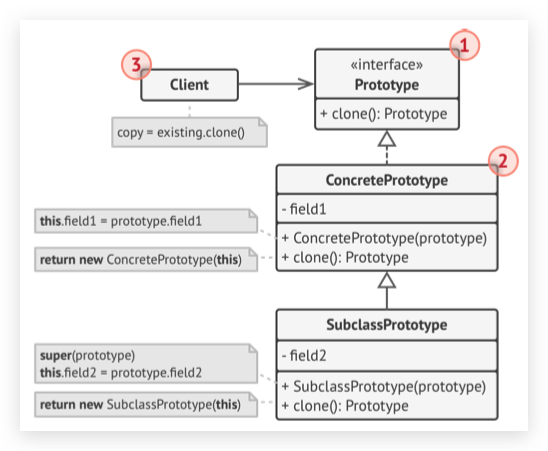 1
«interface»
Prototype
+ clone(): Prototype
3
Client
copy = existing.clone()
2
ConcretePrototype
- field1
+ ConcretePrototype(prototype)
+ clone(): Prototype
this.field1 = prototype.field1
return new ConcretePrototype(this)
SubclassPrototype
- field2
+ SubclassPrototype(prototype)
+ clone(): Prototype
super(prototype)
this.field2 = prototype.field2
return new SubclassPrototype(this)